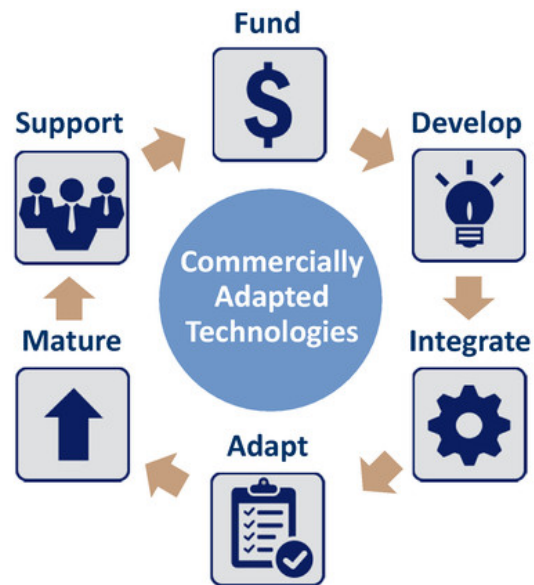 Fund
Support
Develop
Commercially
Adapted
Technologies
Mature
Integrate
Adapt